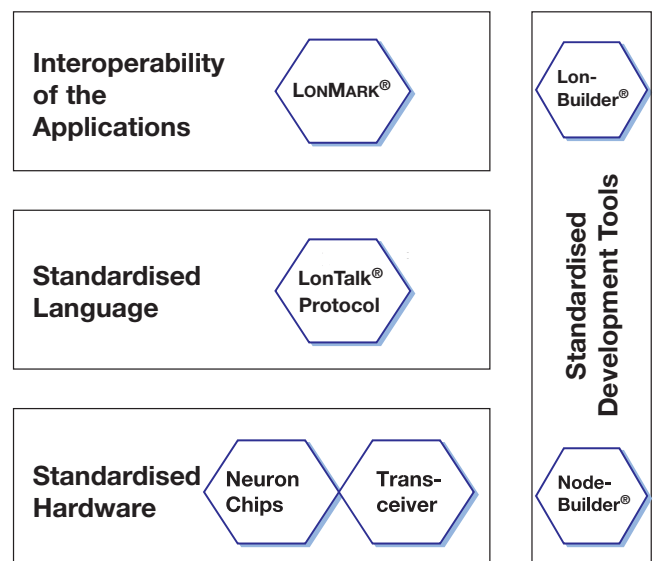 Interoperability
of the
Applications
LONMARK®
Standardised
Language
LonTalk®
Protocol
Standardised
Hardware
Neuron
Chips
Trans-
ceiver
Lon-
Builder®
Standardised
Development Tools
Node-
Builder®